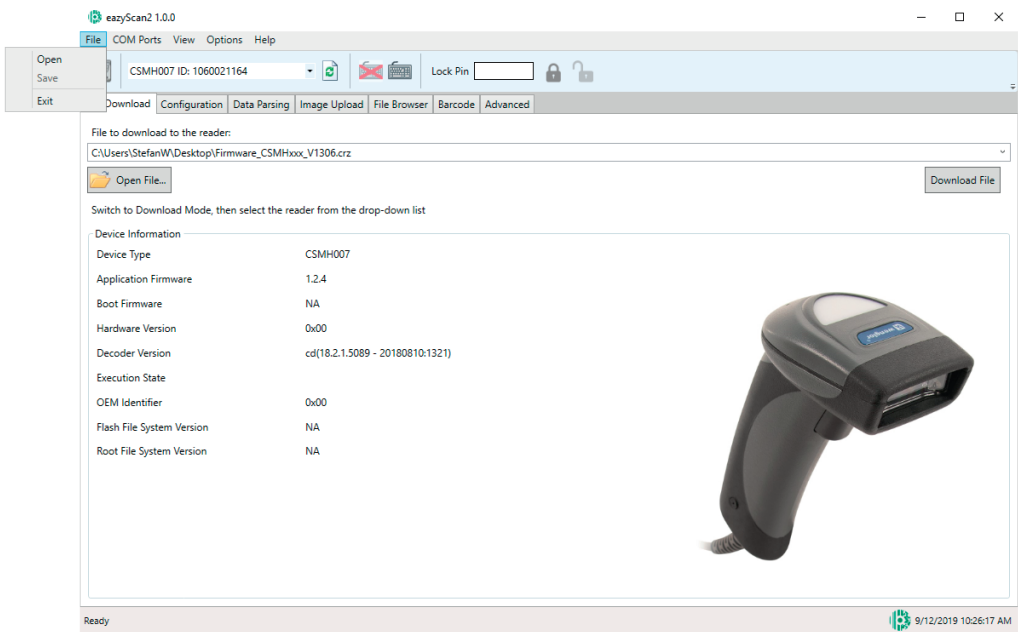 eazyScan2 1.0.0
File COM Ports View Options Help
Open
Save
Exit
CSMH007 ID: 1060021164
Lock Pin
Download Configuration Data Parsing Image Upload File Browser Barcode Advanced
File to download to the reader:
C:\Users\StefanW\Desktop\Firmware_CSMHxxx_V1306.crz
Open File...
Download File
Switch to Download Mode, then select the reader from the drop-down list
Device Information
Device Type CSMH007
Application Firmware 1.2.4
Boot Firmware NA
Hardware Version 0x00
Decoder Version cd(18.2.1.5089 - 20180810:1321)
Execution State
OEM Identifier 0x00
Flash File System Version NA
Root File System Version NA
Ready
9/12/2019 10:26:17 AM